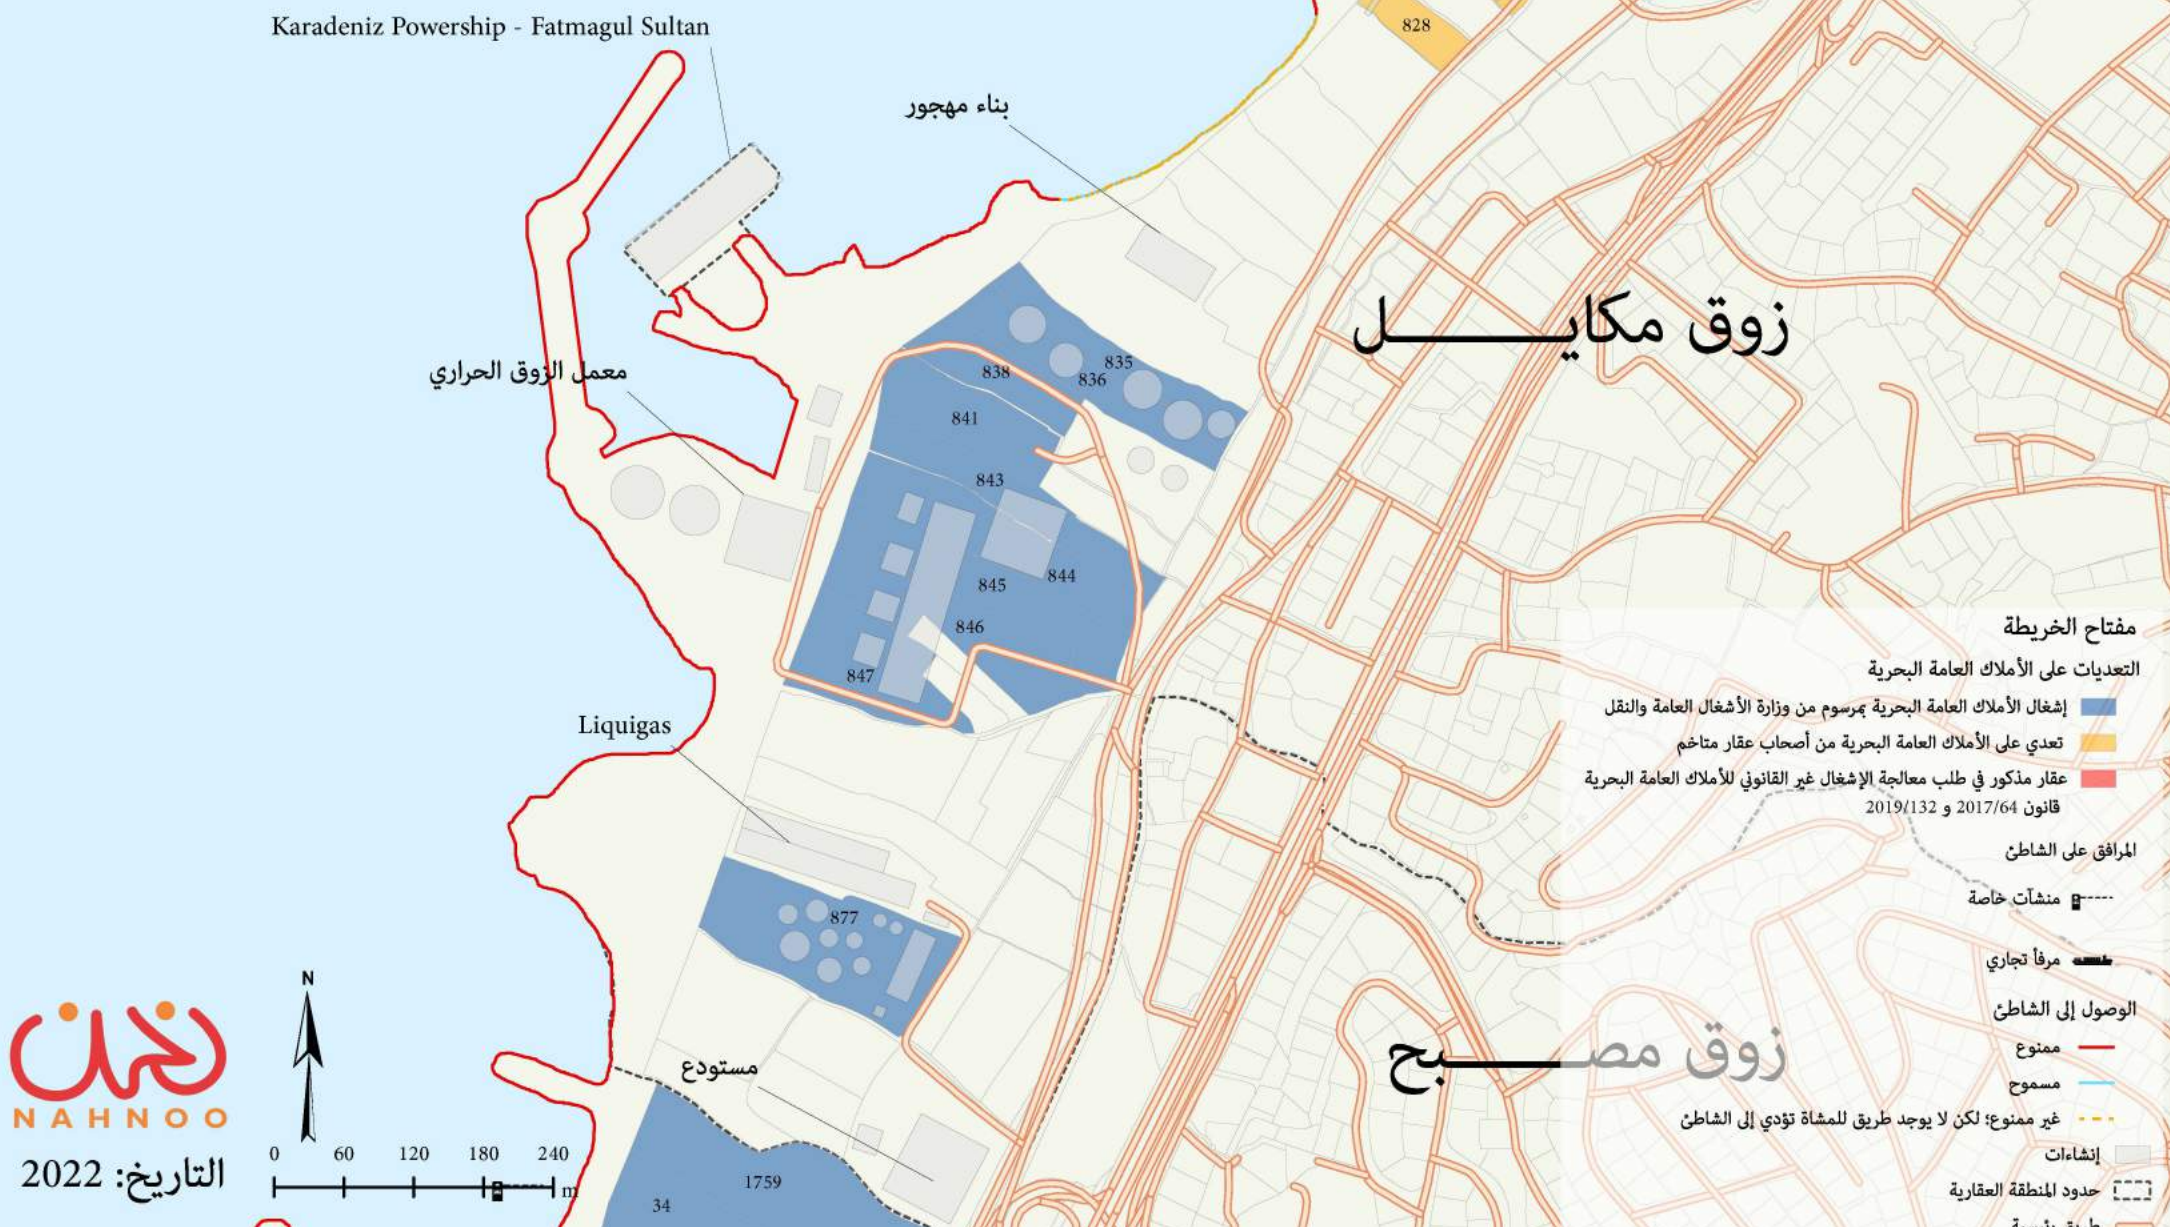 Karadeniz Powership - Fatmagul Sultan
828
بناء مهجور
زوق مكايـــــــــل
معمل الزوق الحراري
835
836
838
841
843
844
845
846
847
Liquigas
877
مستودع
1759
34
زوق مصـــــــبح
مفتاح الخريطة
التعديات على الأملاك العامة البحرية
إشغال الأملاك العامة البحرية بمرسوم من وزارة الأشغال العامة والنقل
تعدي على الأملاك العامة البحرية من أصحاب عقار متاخم
عقار مذكور في طلب معالجة الإشغال غير القانوني للأملاك العامة البحرية
قانون 2017/64 و 2019/132
المرافق على الشاطئ
منشآت خاصة
مرفأ تجاري
الوصول إلى الشاطئ
ممنوع
مسموح
غير ممنوع؛ لكن لا يوجد طريق للمشاة تؤدي إلى الشاطئ
إنشاءات
حدود المنطقة العقارية
N
نحن
NAHNOO
التاريخ: 2022
0 60 120 180 240
m